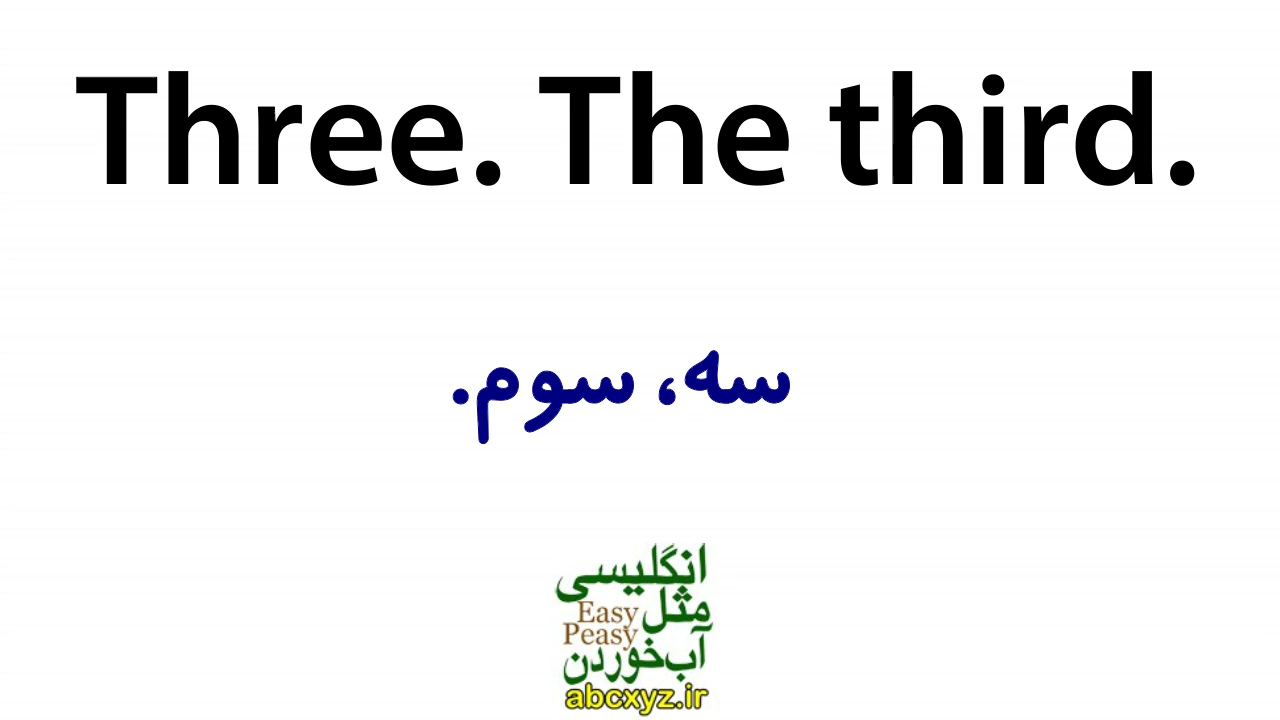 Three. The third.
سه، سوم.
انگلیسی
مثل Easy
Peasy
آب‌خوردن
abcxyz.ir